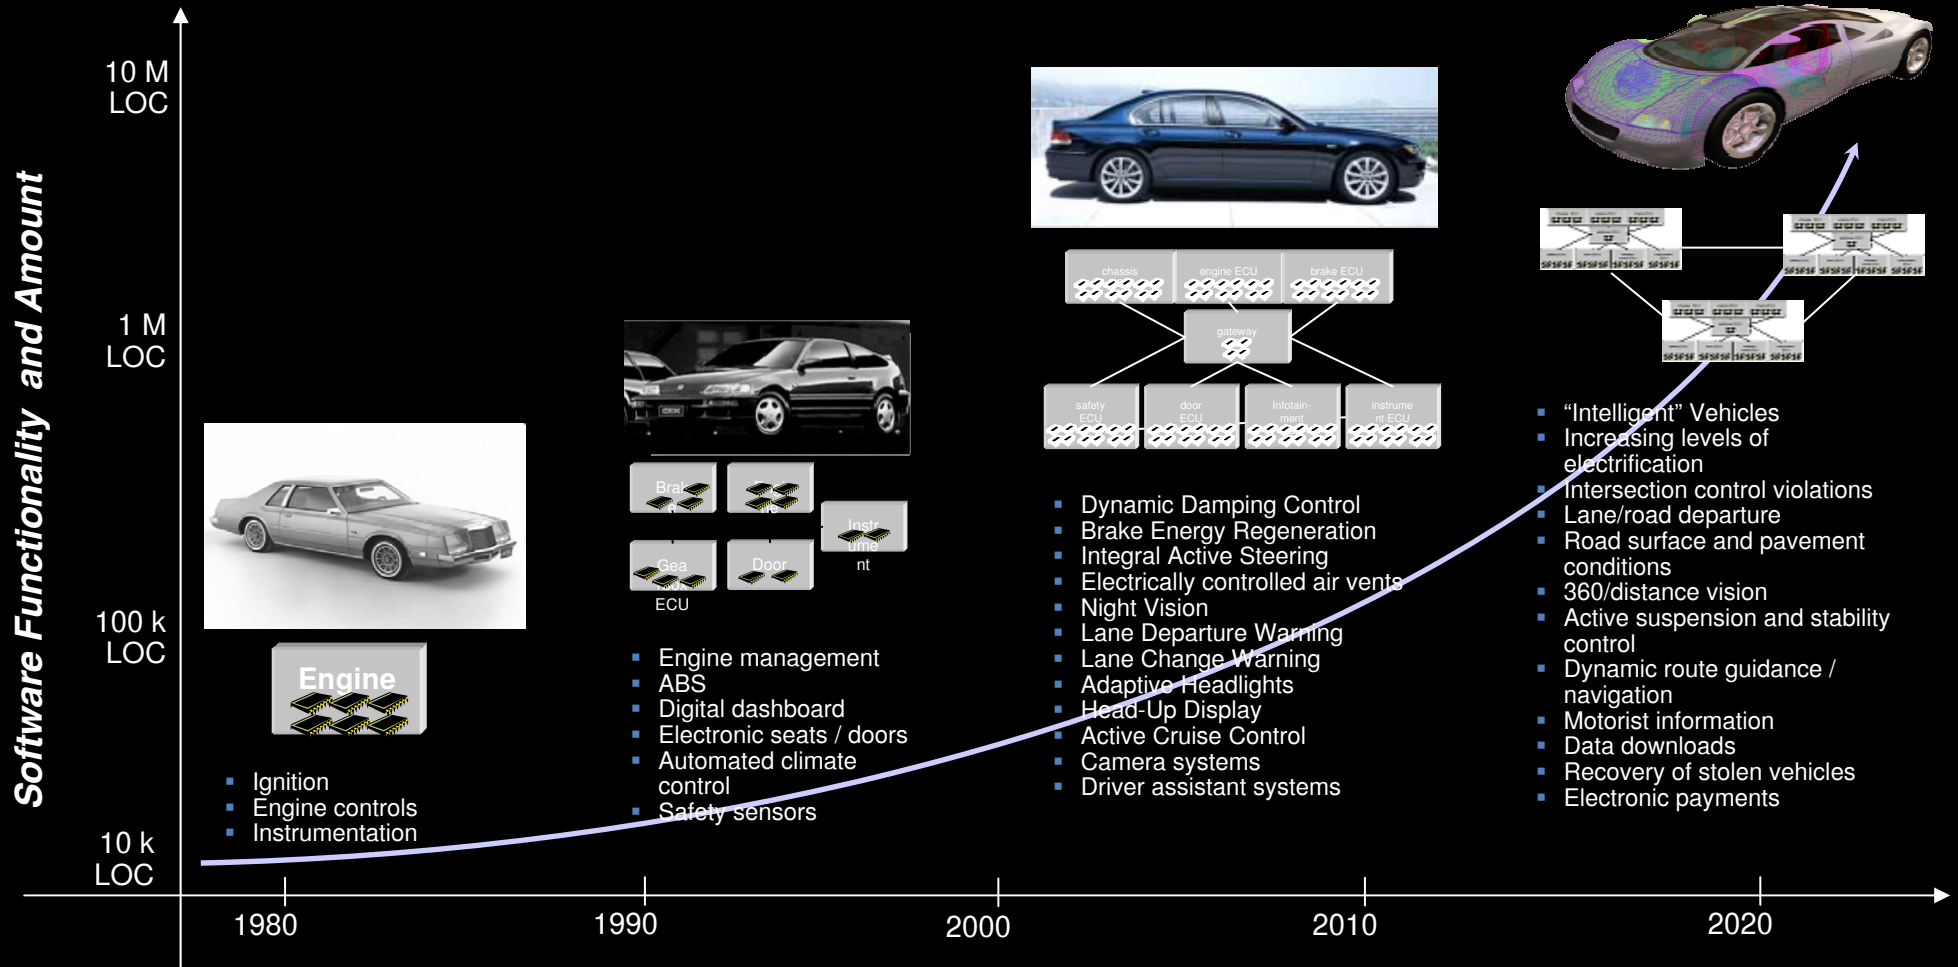 Software Functionality and Amount
10 M
LOC
1 M
LOC
100 k
LOC
10 k
LOC
Engine
Ignition
Engine controls
Instrumentation
Instr
ume
nt
Gea
Door
ECU
Engine management
ABS
Digital dashboard
Electronic seats / doors
Automated climate
control
Safety sensors
chassis
engine ECU
brake ECU
gateway
safety
ECU
door
ECU
Infotain-
ment
instrume
nt ECU
Dynamic Damping Control
Brake Energy Regeneration
Integral Active Steering
Electrically controlled air vents
Night Vision
Lane Departure Warning
Lane Change Warning
Adaptive Headlights
Head-Up Display
Active Cruise Control
Camera systems
Driver assistant systems
“Intelligent” Vehicles
Increasing levels of
electrification
Intersection control violations
Lane/road departure
Road surface and pavement
conditions
360/distance vision
Active suspension and stability
control
Dynamic route guidance /
navigation
Motorist information
Data downloads
Recovery of stolen vehicles
Electronic payments
1980
1990
2000
2010
2020